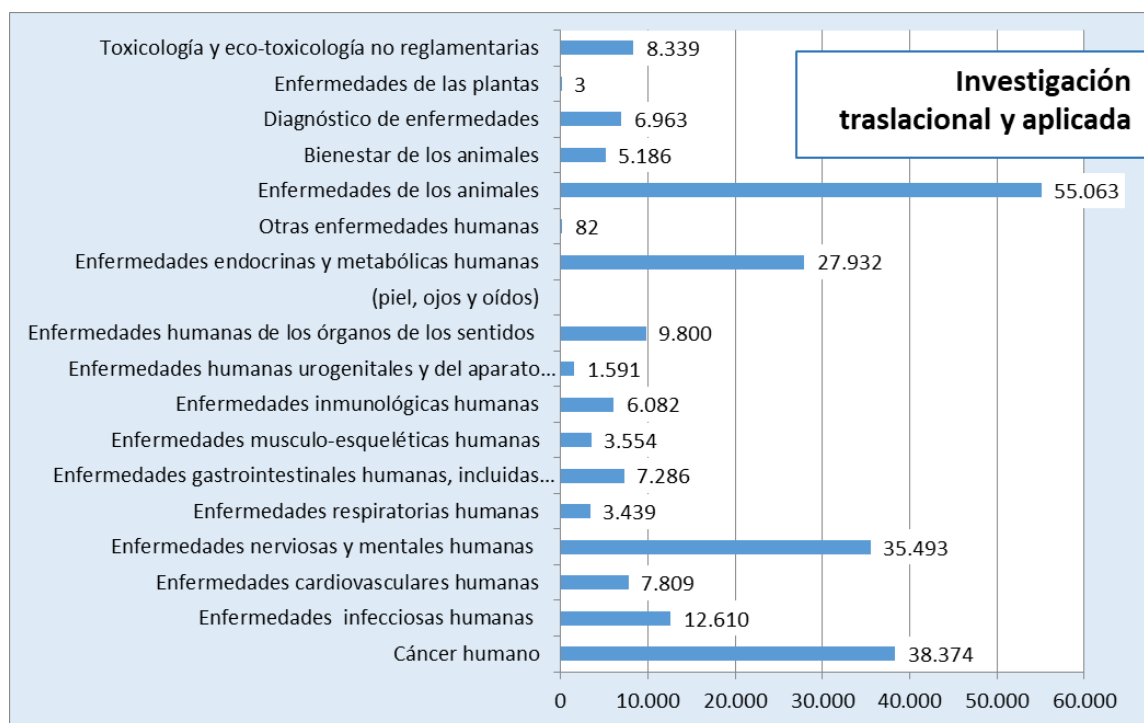 Investigación
traslacional y aplicada
Toxicología y eco-toxicología no reglamentarias 8.339
Enfermedades de las plantas 3
Diagnóstico de enfermedades 6.963
Bienestar de los animales 5.186
Enfermedades de los animales 55.063
Otras enfermedades humanas 82
Enfermedades endocrinas y metabólicas humanas 27.932
(piel, ojos y oídos)
Enfermedades humanas de los órganos de los sentidos 9.800
Enfermedades humanas urogenitales y del aparato... 1.591
Enfermedades inmunológicas humanas 6.082
Enfermedades musculo-esqueléticas humanas 3.554
Enfermedades gastrointestinales humanas, incluidas... 7.286
Enfermedades respiratorias humanas 3.439
Enfermedades nerviosas y mentales humanas 35.493
Enfermedades cardiovasculares humanas 7.809
Enfermedades infecciosas humanas 12.610
Cáncer humano 38.374
0 10.000 20.000 30.000 40.000 50.000 60.000